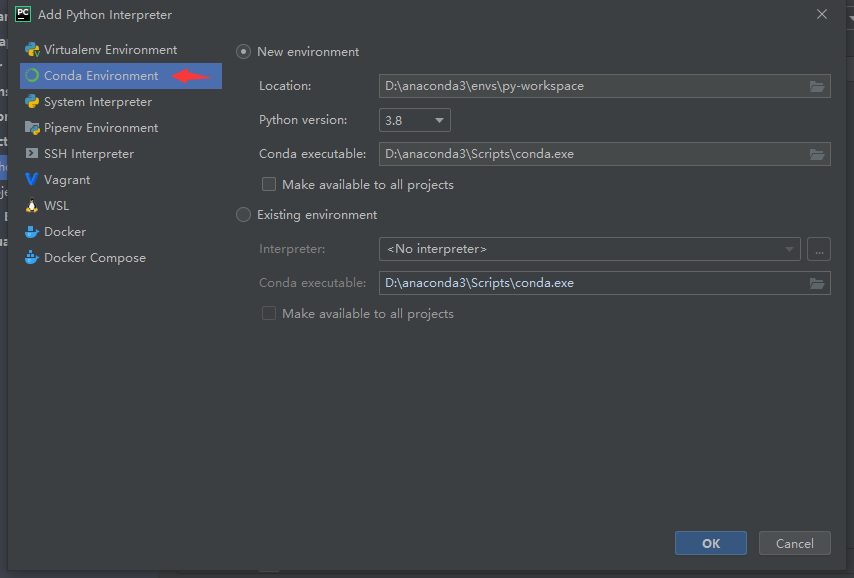 PC Add Python Interpreter
Virtualenv Environment
Conda Environment
System Interpreter
Pipenv Environment
SSH Interpreter
Vagrant
WSL
Docker
Docker Compose
New environment
Location: D:\anaconda3\envs\py-workspace
Python version: 3.8
Conda executable: D:\anaconda3\Scripts\conda.exe
Make available to all projects
Existing environment
Interpreter: <No interpreter> ...
Conda executable: D:\anaconda3\Scripts\conda.exe
Make available to all projects
OK Cancel